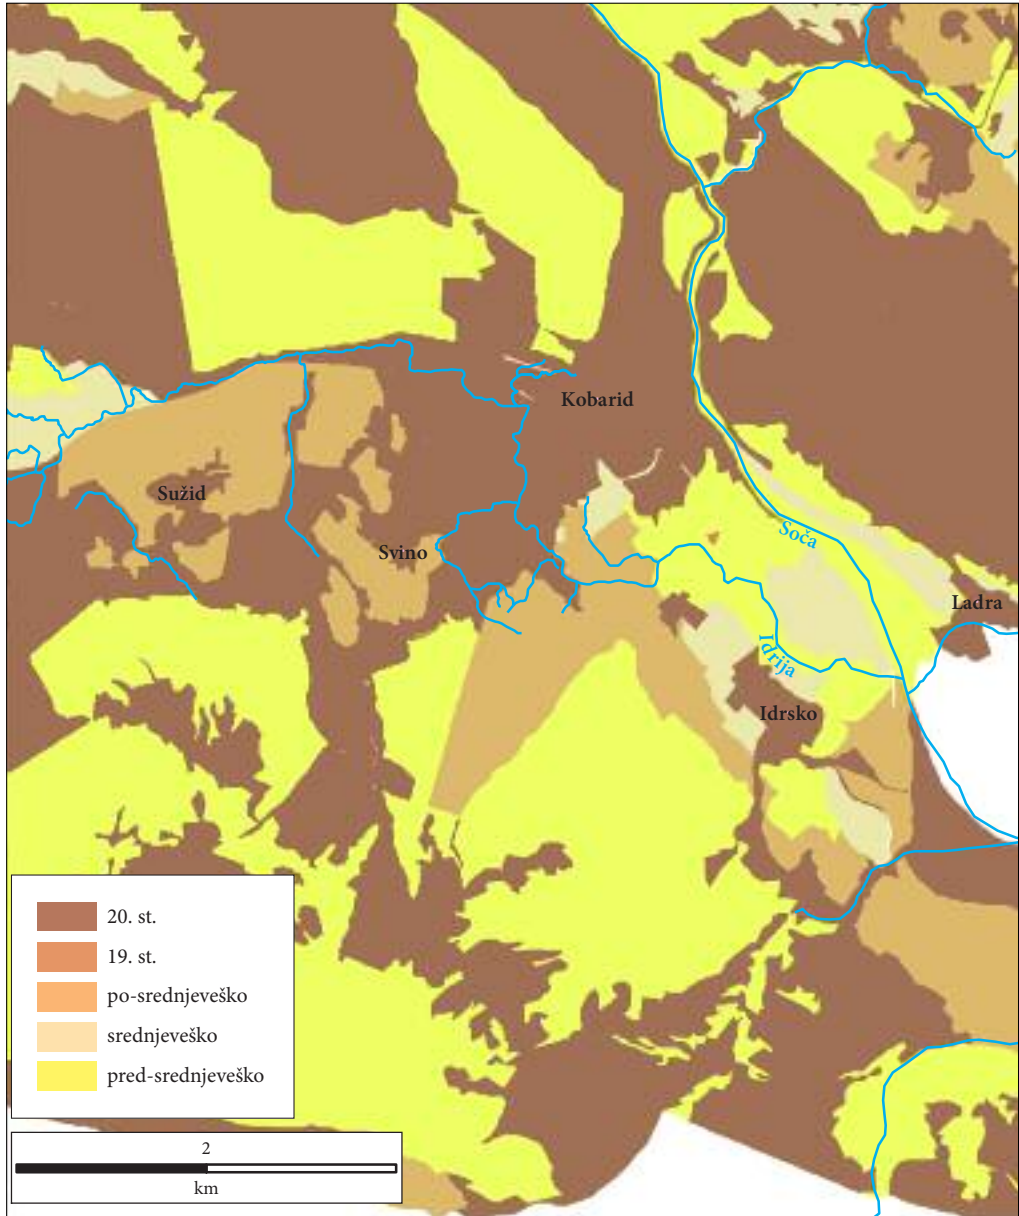 Kobarid
Sužid
Svino
Soča
Ladra
Idrija
Idrsko
20. st.
19. st.
po-srednjeveško
srednjeveško
pred-srednjeveško
2
km